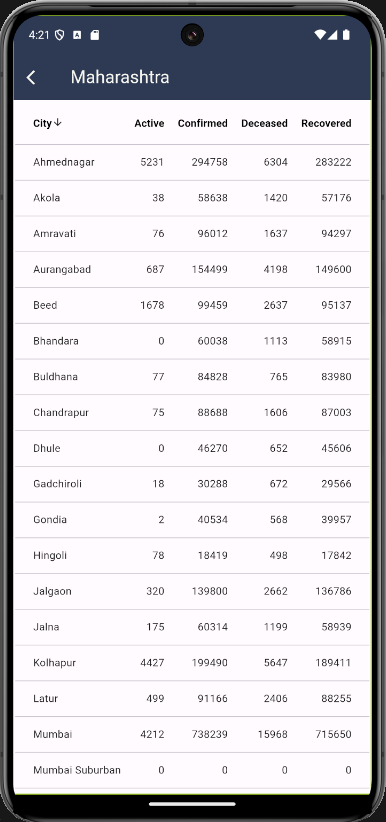 4:21
Maharashtra
City Active Confirmed Deceased Recovered
Ahmednagar 5231 294758 6304 283222
Akola 38 58638 1420 57176
Amravati 76 96012 1637 94297
Aurangabad 687 154499 4198 149600
Beed 1678 99459 2637 95137
Bhandara 0 60038 1113 58915
Buldhana 77 84828 765 83980
Chandrapur 75 88688 1606 87003
Dhule 0 46270 652 45606
Gadchiroli 18 30288 672 29566
Gondia 2 40534 568 39957
Hingoli 78 18419 498 17842
Jalgaon 320 139800 2662 136786
Jalna 175 60314 1199 58939
Kolhapur 4427 199490 5647 189411
Latur 499 91166 2406 88255
Mumbai 4212 738239 15968 715650
Mumbai Suburban 0 0 0 0